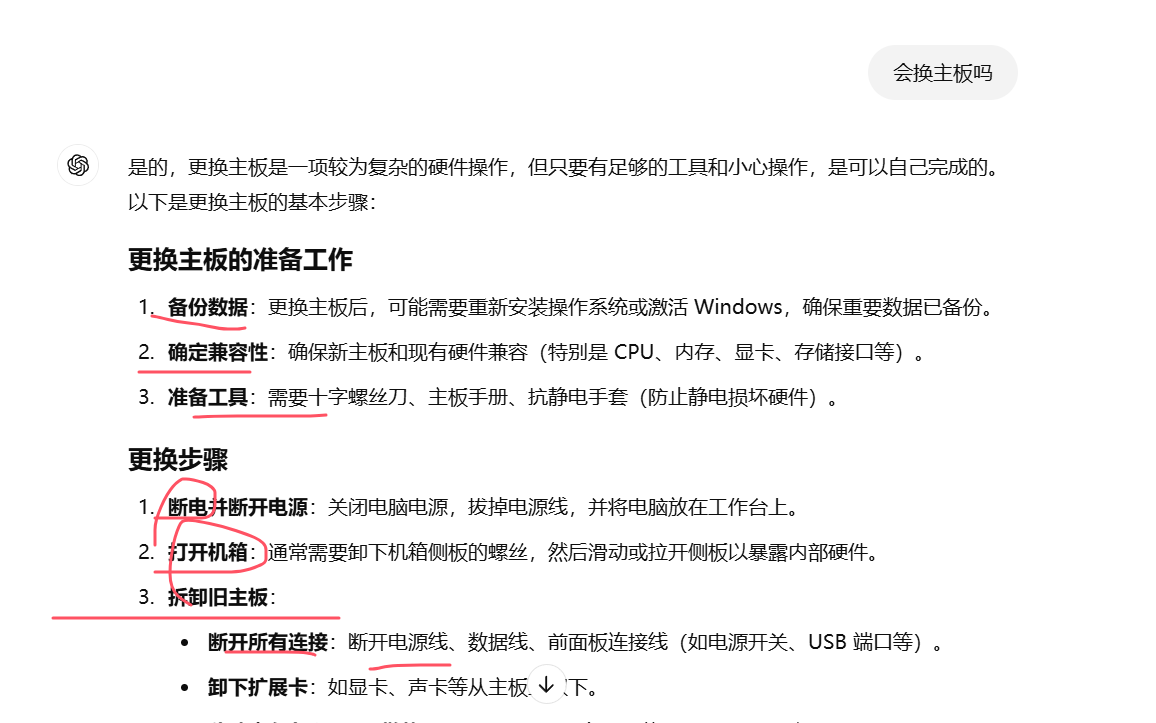 会换主板吗
是的，更换主板是一项较为复杂的硬件操作，但只要有足够的工具和小心操作，是可以自己完成的。
以下是更换主板的基本步骤：
更换主板的准备工作
1. 备份数据：更换主板后，可能需要重新安装操作系统或激活 Windows，确保重要数据已备份。
2. 确定兼容性：确保新主板和现有硬件兼容（特别是 CPU、内存、显卡、存储接口等）。
3. 准备工具：需要十字螺丝刀、主板手册、抗静电手套（防止静电损坏硬件）。
更换步骤
1. 断电并断开电源：关闭电脑电源，拔掉电源线，并将电脑放在工作台上。
2. 打开机箱：通常需要卸下机箱侧板的螺丝，然后滑动或拉开侧板以暴露内部硬件。
3. 拆卸旧主板：
• 断开所有连接：断开电源线、数据线、前面板连接线（如电源开关、USB 端口等）。
• 卸下扩展卡：如显卡、声卡等从主板 下。